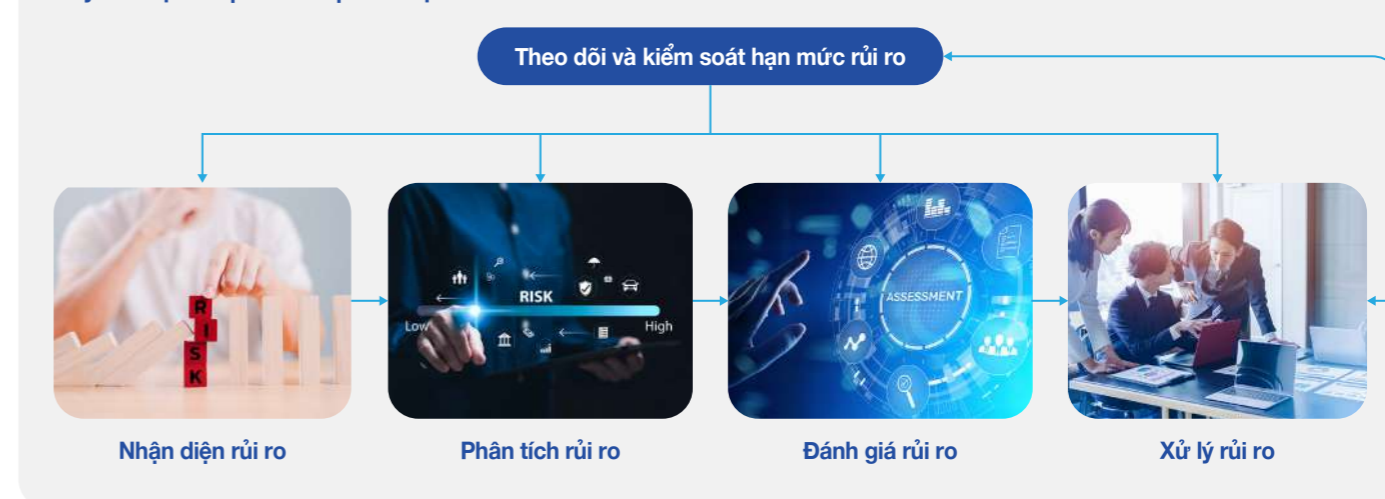 Theo dõi và kiểm soát hạn mức rủi ro
RISK
Low
High
ASSESSMENT
R
I
S
K
Nhận diện rủi ro
Phân tích rủi ro
Đánh giá rủi ro
Xử lý rủi ro